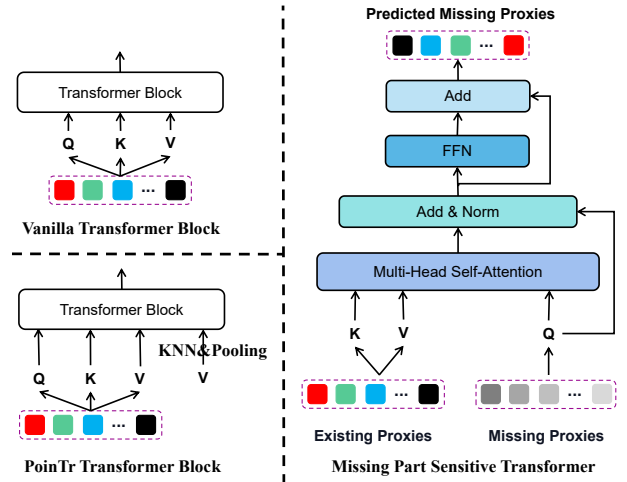 Transformer Block
Q K V
...
Vanilla Transformer Block
Transformer Block
KNN&Pooling
Q K V V
...
PoinTr Transformer Block
Predicted Missing Proxies
...
Add
FFN
Add & Norm
Multi-Head Self-Attention
K V Q
... ...
Existing Proxies Missing Proxies
Missing Part Sensitive Transformer